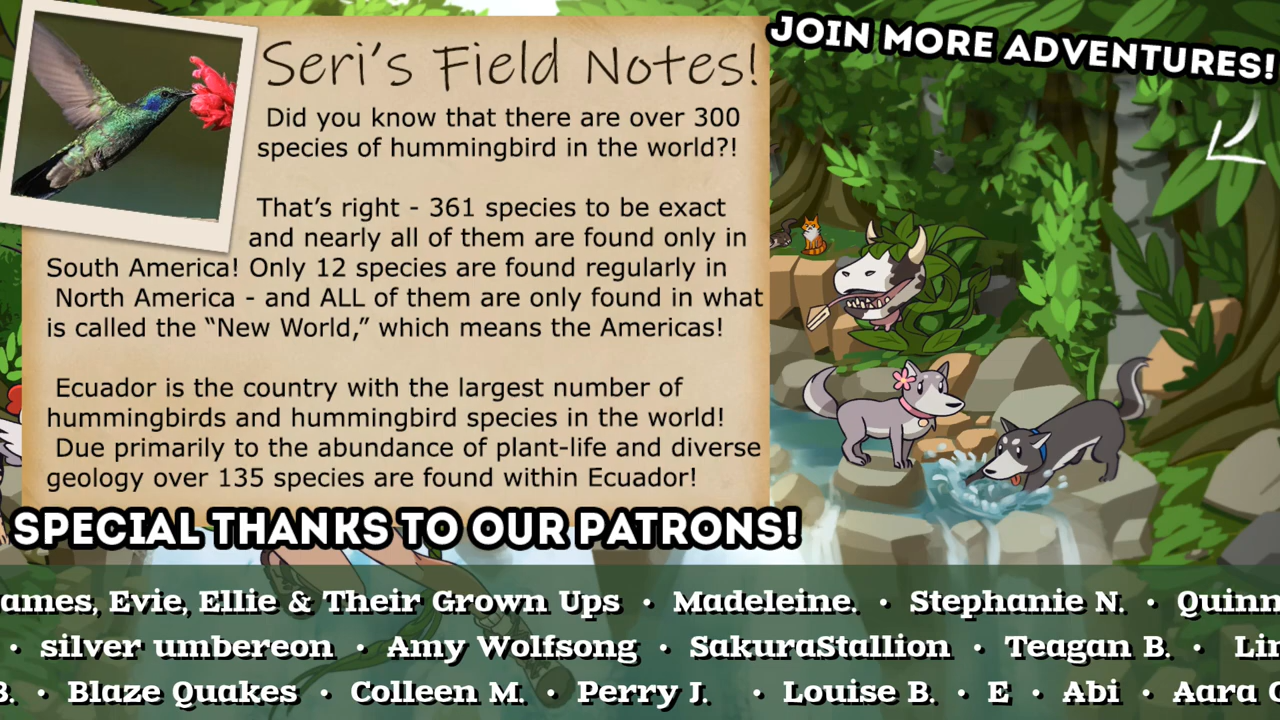 Seri's Field Notes!
JOIN MORE ADVENTURES!
Did you know that there are over 300
species of hummingbird in the world?!
That's right - 361 species to be exact
and nearly all of them are found only in
South America! Only 12 species are found regularly in
North America - and ALL of them are only found in what
is called the “New World,” which means the Americas!
Ecuador is the country with the largest number of
hummingbirds and hummingbird species in the world!
Due primarily to the abundance of plant-life and diverse
geology over 135 species are found within Ecuador!
SPECIAL THANKS TO OUR PATRONS!
ames, Evie, Ellie & Their Grown Ups • Madeleine. • Stephanie N. • Quinn
• silver umbereon • Amy Wolfsong • SakuraStallion • Teagan B. •
B. • Blaze Quakes • Colleen M. • Perry J. • Louise B. • E • Abi • Aara